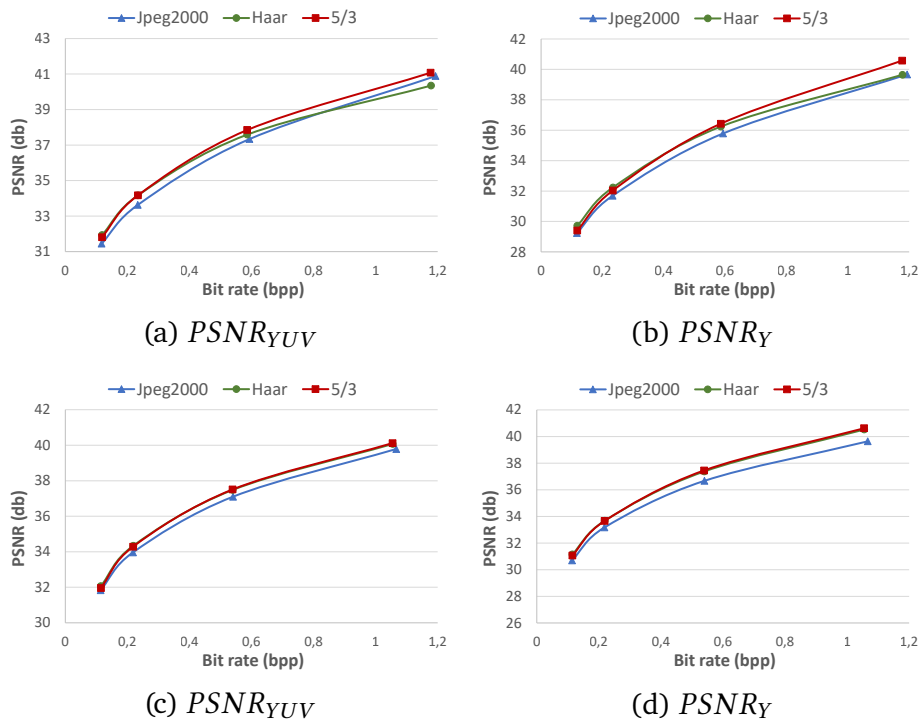 Jpeg2000 Haar 5/3
43
41
39
37
35
33
31
PSNR (db)
0 0,2 0,4 0,6 0,8 1 1,2
Bit rate (bpp)
(a) PSNR_YUV
Jpeg2000 Haar 5/3
42
40
38
36
34
32
30
28
PSNR (db)
0 0,2 0,4 0,6 0,8 1 1,2
Bit rate (bpp)
(b) PSNR_Y
Jpeg2000 Haar 5/3
42
40
38
36
34
32
30
PSNR (db)
0 0,2 0,4 0,6 0,8 1 1,2
Bit rate (bpp)
(c) PSNR_YUV
Jpeg2000 Haar 5/3
42
40
38
36
34
32
30
28
26
PSNR (db)
0 0,2 0,4 0,6 0,8 1 1,2
Bit rate (bpp)
(d) PSNR_Y